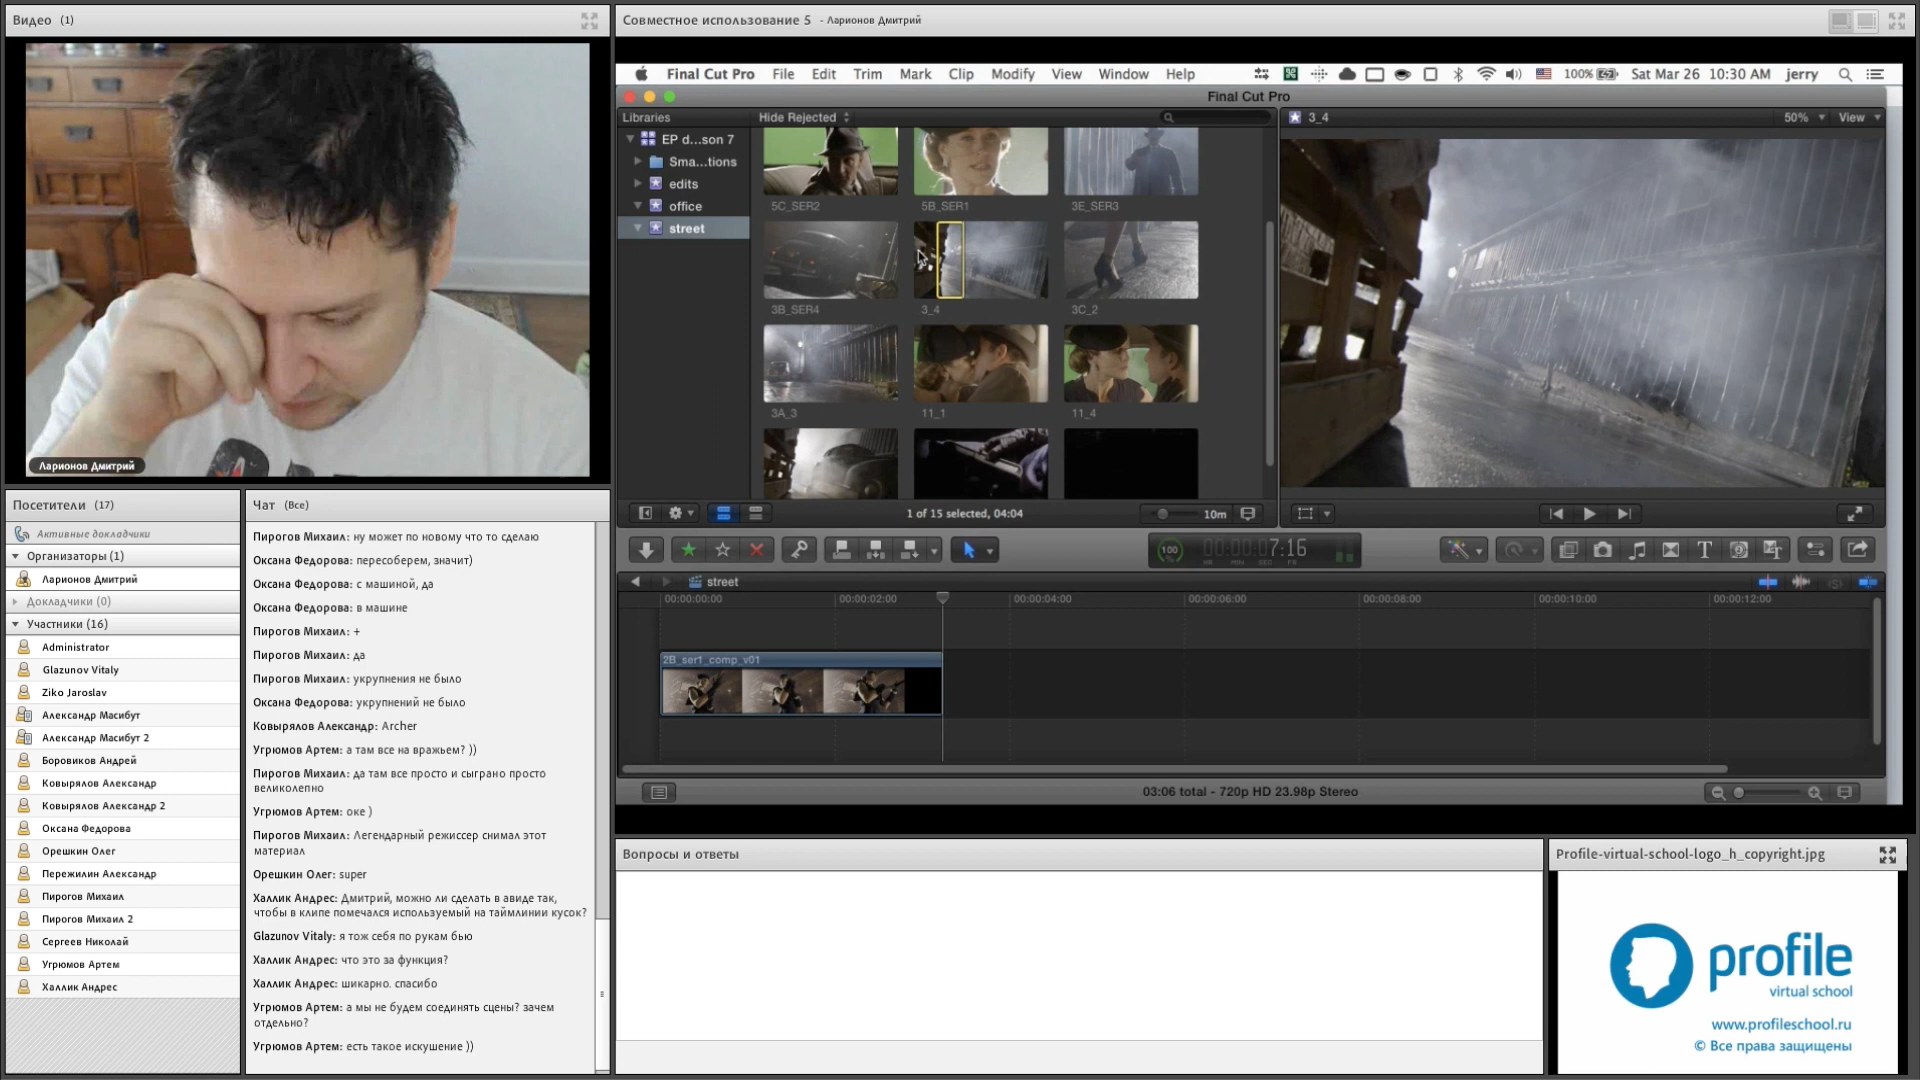 Видео (1)
Ларионов Дмитрий
Посетители (17)
Активные докладчики
Организаторы (1)
Ларионов Дмитрий
Докладчики (0)
Участники (16)
Administrator
Glazunov Vitaly
Ziko Jaroslav
Александр Масибут
Александр Масибут 2
Боровиков Андрей
Ковырялов Александр
Ковырялов Александр 2
Оксана Федорова
Орешкин Олег
Пережилин Александр
Пирогов Михаил
Пирогов Михаил 2
Сергеев Николай
Угрюмов Артем
Халлик Андрес
Чат (Все)
Пирогов Михаил: ну может по новому что то сделаю
Оксана Федорова: пересоберем, значит)
Оксана Федорова: с машиной, да
Оксана Федорова: в машине
Пирогов Михаил: +
Пирогов Михаил: да
Пирогов Михаил: укрупнения не было
Оксана Федорова: укрупнений не было
Ковырялов Александр: Archer
Угрюмов Артем: а там все на вражьем? ))
Пирогов Михаил: да там все просто и сыграно просто
великолепно
Угрюмов Артем: оке )
Пирогов Михаил: Легендарный режиссер снимал этот
материал
Орешкин Олег: super
Халлик Андрес: Дмитрий, можно ли сделать в авиде так,
чтобы в клипе помечался используемый на таймлинии кусок?
Glazunov Vitaly: я тож себя по рукам бью
Халлик Андрес: что это за функция?
Халлик Андрес: шикарно. спасибо
Угрюмов Артем: а мы не будем соединять сцены? зачем
отдельно?
Угрюмов Артем: есть такое искушение ))
Совместное использование 5 - Ларионов Дмитрий
Final Cut Pro File Edit Trim Mark Clip Modify View Window Help 100% Sat Mar 26 10:30 AM jerry
Final Cut Pro
Libraries
Hide Rejected
3_4
50% View
EP d...son 7
Sma...tions
edits
office
street
5C_SER2 5B_SER1 3E_SER3
3B_SER4 3_4 3C_2
3A_3 11_1 11_4
1 of 15 selected, 04:04
10m
100
00:00:07:16
HR MIN SEC FR
street
00:00:00:00 00:00:02:00 00:00:04:00 00:00:06:00 00:00:08:00 00:00:10:00 00:00:12:00
2B_ser1_comp_v01
03:06 total - 720p HD 23.98p Stereo
Вопросы и ответы
Profile-virtual-school-logo_h_copyright.jpg
profile
virtual school
www.profileschool.ru
© Все права защищены